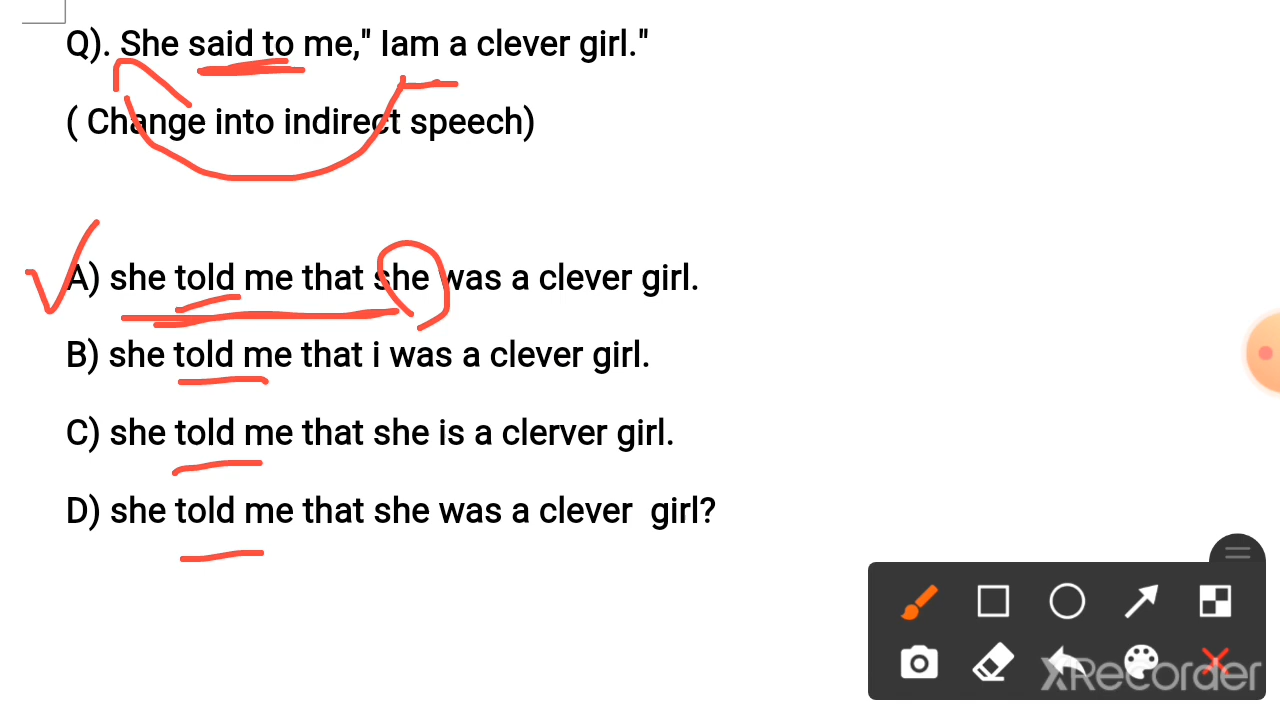 Q). She said to me," Iam a clever girl."
( Change into indirect speech)
A) she told me that she was a clever girl.
B) she told me that i was a clever girl.
C) she told me that she is a clerver girl.
D) she told me that she was a clever  girl?
XRecorder